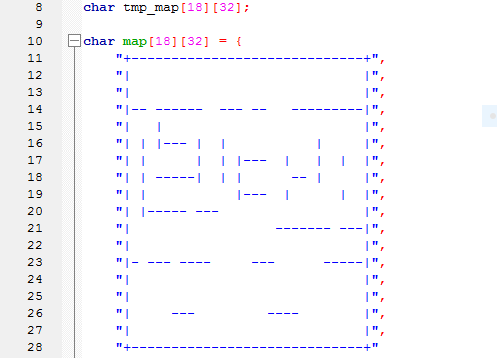 8 char tmp_map[18][32];
9
10 char map[18][32] = {
11     "+-----------------------------+",
12     "|                             |",
13     "|                             |",
14     "|-- ------  --- --   ---------|",
15     "|   |                         |",
16     "| | |--- |  |           |     |",
17     "| |      |  | |---  |   |  |  |",
18     "| | -----|  | |      -- |     |",
19     "| |           |---  |      |  |",
20     "| |----- ---                  |",
21     "|                  ------- ---|",
22     "|                             |",
23     "|- --- ----     ---      -----|",
24     "|                             |",
25     "|                             |",
26     "|     ---         ----        |",
27     "|                             |",
28     "+-----------------------------+"